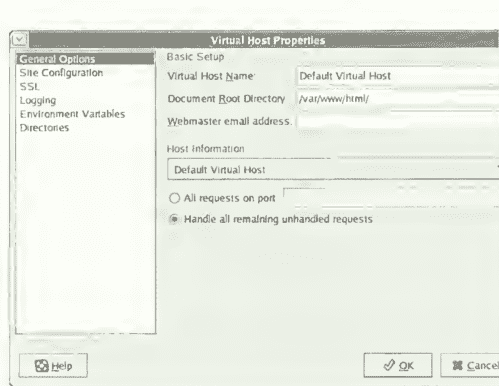 Virtual Host Properties
General Options
Site Configuration
SSL
Logging
Environment Variables
Directories
Basic Setup
Virtual Host Name: Default Virtual Host
Document Root Directory /var/www/html/
Webmaster email address:
Host Information
Default Virtual Host
All requests on port
Handle all remaining unhandled requests
Help
OK
Cancel